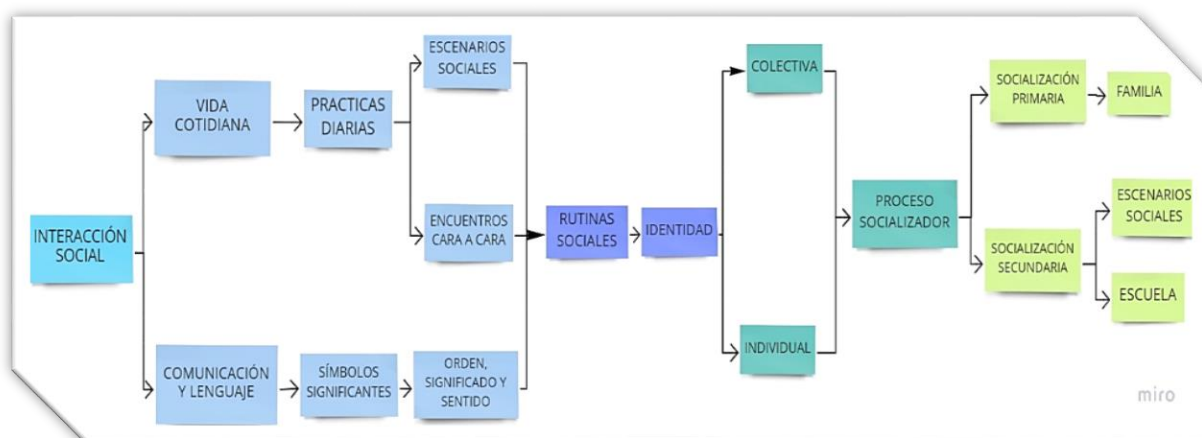 INTERACCIÓN
SOCIAL
VIDA
COTIDIANA
PRACTICAS
DIARIAS
ESCENARIOS
SOCIALES
ENCUENTROS
CARA A CARA
COMUNICACIÓN
Y LENGUAJE
SÍMBOLOS
SIGNIFICANTES
ORDEN,
SIGNIFICADO Y
SENTIDO
RUTINAS
SOCIALES
IDENTIDAD
COLECTIVA
INDIVIDUAL
PROCESO
SOCIALIZADOR
SOCIALIZACIÓN
PRIMARIA
FAMILIA
SOCIALIZACIÓN
SECUNDARIA
ESCENARIOS
SOCIALES
ESCUELA
miro